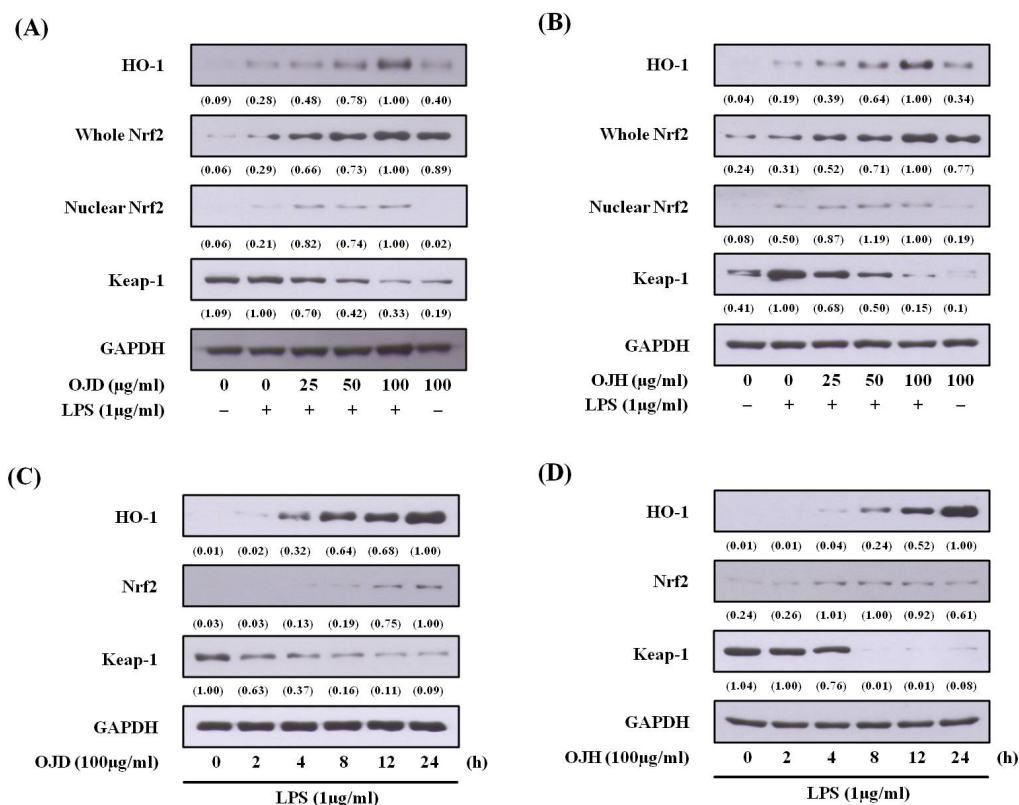 (A)
HO-1
(0.09) (0.28) (0.48) (0.78) (1.00) (0.40)
Whole Nrf2
(0.06) (0.29) (0.66) (0.73) (1.00) (0.89)
Nuclear Nrf2
(0.06) (0.21) (0.82) (0.74) (1.00) (0.02)
Keap-1
(1.09) (1.00) (0.70) (0.42) (0.33) (0.19)
GAPDH
OJD (μg/ml) 0 0 25 50 100 100
LPS (1μg/ml) – + + + + –
(B)
HO-1
(0.04) (0.19) (0.39) (0.64) (1.00) (0.34)
Whole Nrf2
(0.24) (0.31) (0.52) (0.71) (1.00) (0.77)
Nuclear Nrf2
(0.08) (0.50) (0.87) (1.19) (1.00) (0.19)
Keap-1
(0.41) (1.00) (0.68) (0.50) (0.15) (0.1)
GAPDH
OJH (μg/ml) 0 0 25 50 100 100
LPS (1μg/ml) – + + + + –
(C)
HO-1
(0.01) (0.02) (0.32) (0.64) (0.68) (1.00)
Nrf2
(0.03) (0.03) (0.13) (0.19) (0.75) (1.00)
Keap-1
(1.00) (0.63) (0.37) (0.16) (0.11) (0.09)
GAPDH
OJD (100μg/ml) 0 2 4 8 12 24 (h)
LPS (1μg/ml)
(D)
HO-1
(0.01) (0.01) (0.04) (0.24) (0.52) (1.00)
Nrf2
(0.24) (0.26) (1.01) (1.00) (0.92) (0.61)
Keap-1
(1.04) (1.00) (0.76) (0.01) (0.01) (0.08)
GAPDH
OJH (100μg/ml) 0 2 4 8 12 24 (h)
LPS (1μg/ml)